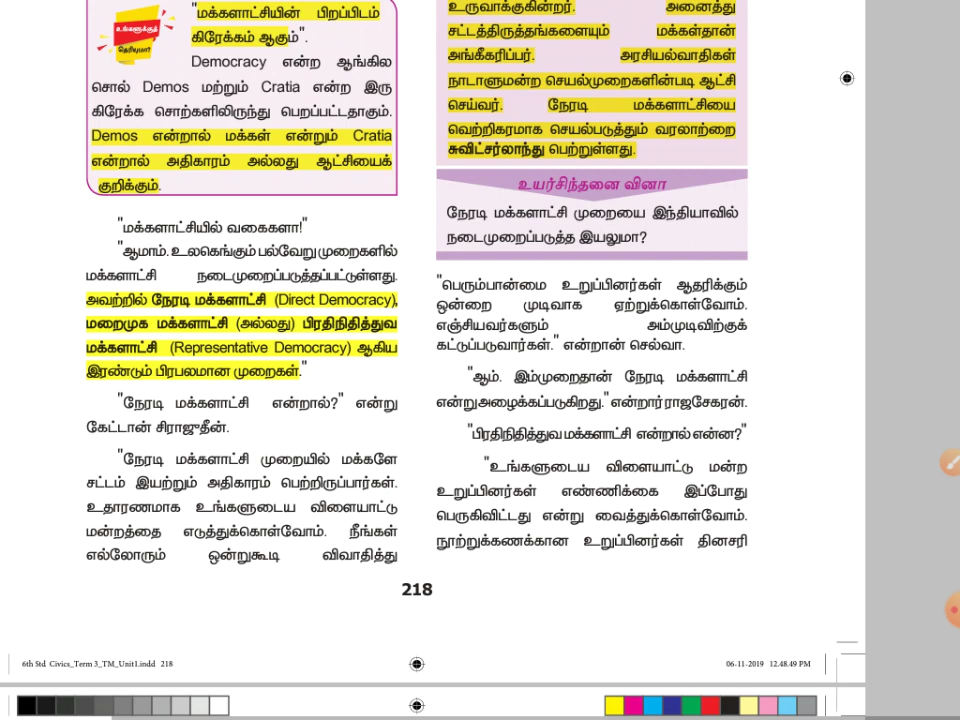 "மக்களாட்சியின் பிறப்பிடம்
கிரேக்கம் ஆகும்".
உங்களுக்குத்
தெரியுமா?
Democracy என்ற ஆங்கில
சொல் Demos மற்றும் Cratia என்ற இரு
கிரேக்க சொற்களிலிருந்து பெறப்பட்டதாகும்.
Demos என்றால் மக்கள் என்றும் Cratia
என்றால் அதிகாரம் அல்லது ஆட்சியைக்
குறிக்கும்.
"மக்களாட்சியில் வகைகளா!"
"ஆமாம். உலகெங்கும் பல்வேறு முறைகளில்
மக்களாட்சி நடைமுறைப்படுத்தப்பட்டுள்ளது.
அவற்றில் நேரடி மக்களாட்சி (Direct Democracy),
மறைமுக மக்களாட்சி (அல்லது) பிரதிநிதித்துவ
மக்களாட்சி (Representative Democracy) ஆகிய
இரண்டும் பிரபலமான முறைகள்."
"நேரடி மக்களாட்சி என்றால்?" என்று
கேட்டான் சிராஜுதீன்.
"நேரடி மக்களாட்சி முறையில் மக்களே
சட்டம் இயற்றும் அதிகாரம் பெற்றிருப்பார்கள்.
உதாரணமாக உங்களுடைய விளையாட்டு
மன்றத்தை எடுத்துக்கொள்வோம். நீங்கள்
எல்லோரும் ஒன்றுகூடி விவாதித்து
உருவாக்குகின்றர். அனைத்து
சட்டத்திருத்தங்களையும் மக்கள்தான்
அங்கீகரிப்பர். அரசியல்வாதிகள்
நாடாளுமன்ற செயல்முறைகளின்படி ஆட்சி
செய்வர். நேரடி மக்களாட்சியை
வெற்றிகரமாக செயல்படுத்தும் வரலாற்றை
சுவிட்சர்லாந்து பெற்றுள்ளது.
உயர்சிந்தனை வினா
நேரடி மக்களாட்சி முறையை இந்தியாவில்
நடைமுறைப்படுத்த இயலுமா?
"பெரும்பான்மை உறுப்பினர்கள் ஆதரிக்கும்
ஒன்றை முடிவாக ஏற்றுக்கொள்வோம்.
எஞ்சியவர்களும் அம்முடிவிற்குக்
கட்டுப்படுவார்கள்." என்றான் செல்வா.
"ஆம். இம்முறைதான் நேரடி மக்களாட்சி
என்று அழைக்கப்படுகிறது." என்றார் ராஜசேகரன்.
"பிரதிநிதித்துவ மக்களாட்சி என்றால் என்ன?"
"உங்களுடைய விளையாட்டு மன்ற
உறுப்பினர்கள் எண்ணிக்கை இப்போது
பெருகிவிட்டது என்று வைத்துக்கொள்வோம்.
நூற்றுக்கணக்கான உறுப்பினர்கள் தினசரி
218
6th Std Civics_Term 3_TM_Unit1.indd 218
06-11-2019 12.48.49 PM